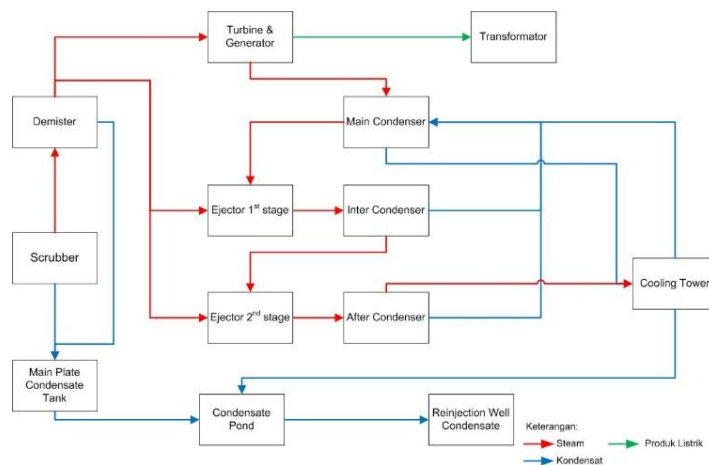 Turbine &
Generator
Transformator
Demister
Main Condenser
Ejector 1st stage
Inter Condenser
Scrubber
Cooling Tower
Ejector 2nd stage
After Condenser
Main Plate
Condensate
Tank
Condensate
Pond
Reinjection Well
Condensate
Keterangan:
Steam
Produk Listrik
Kondensat